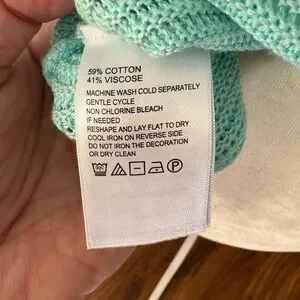 59% COTTON
41% VISCOSE
MACHINE WASH COLD SEPARATELY
GENTLE CYCLE
NON CHLORINE BLEACH
IF NEEDED
RESHAPE AND LAY FLAT TO DRY
COOL IRON ON REVERSE SIDE
DO NOT IRON THE DECORATION
OR DRY CLEAN
P